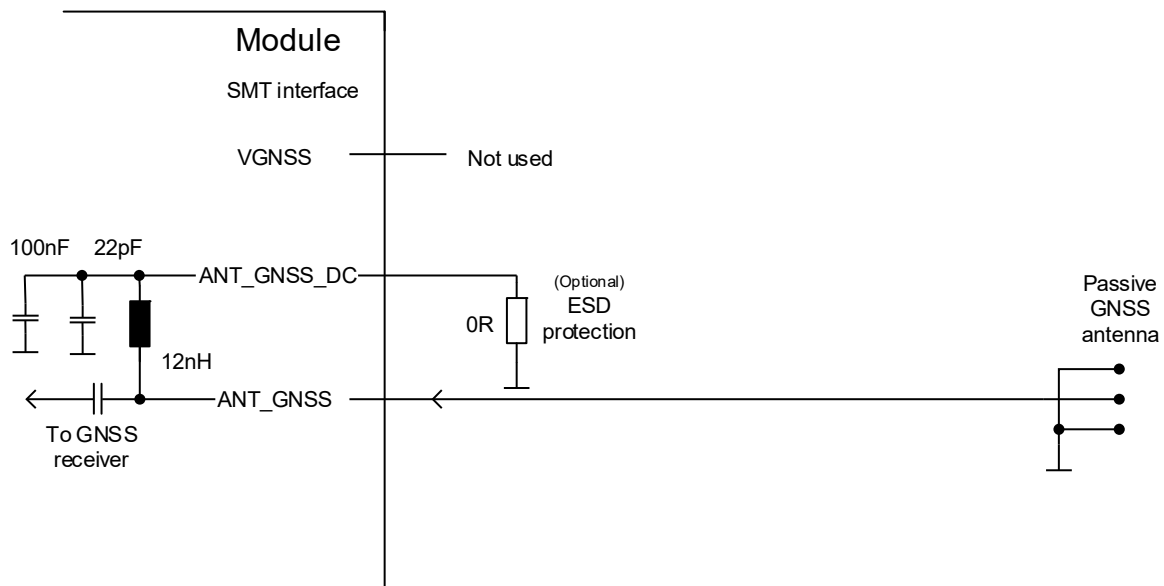 Module
SMT interface
VGNSS
Not used
100nF
22pF
ANT_GNSS_DC
(Optional)
ESD
protection
0R
Passive
GNSS
antenna
12nH
ANT_GNSS
To GNSS
receiver